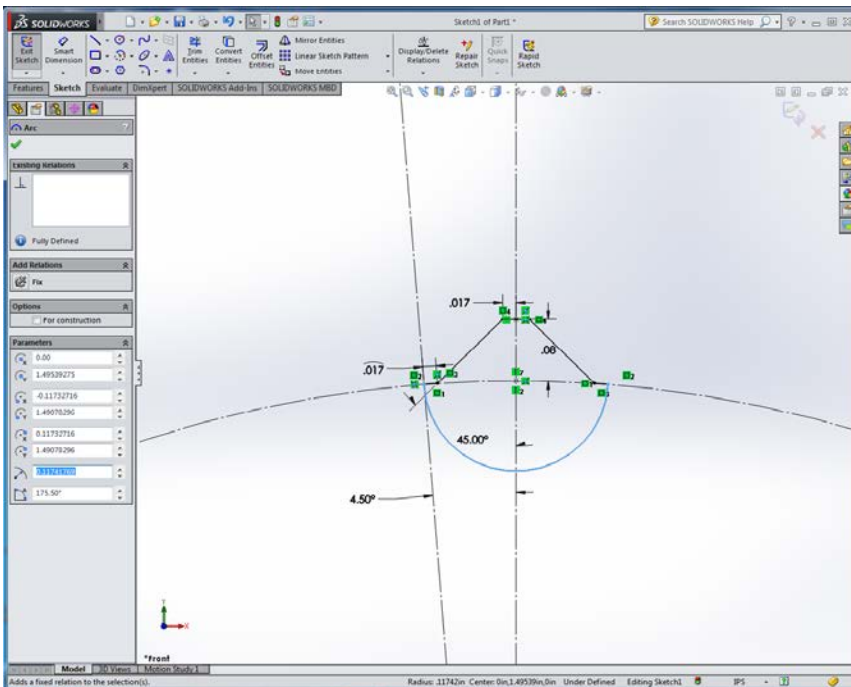 SOLIDWORKS
Sketch1 of Part1 *
Search SOLIDWORKS Help
Exit Sketch
Smart Dimension
Trim Entities
Convert Entities
Offset Entities
Mirror Entities
Linear Sketch Pattern
Move Entities
Display/Delete Relations
Repair Sketch
Quick Snaps
Rapid Sketch
Features Sketch Evaluate DimXpert SOLIDWORKS Add-Ins SOLIDWORKS MBD
Arc
Existing Relations
Fully Defined
Add Relations
Fix
Options
For construction
Parameters
0.00
1.49539275
-0.11732716
1.49078296
0.11732716
1.49078296
175.50°
.017
.08
.017
45.00°
4.50°
*Front
Model 3D Views Motion Study 1
Adds a fixed relation to the selection(s).
Radius: .11742in Center: 0in,1.49539in,0in Under Defined Editing Sketch1 IPS